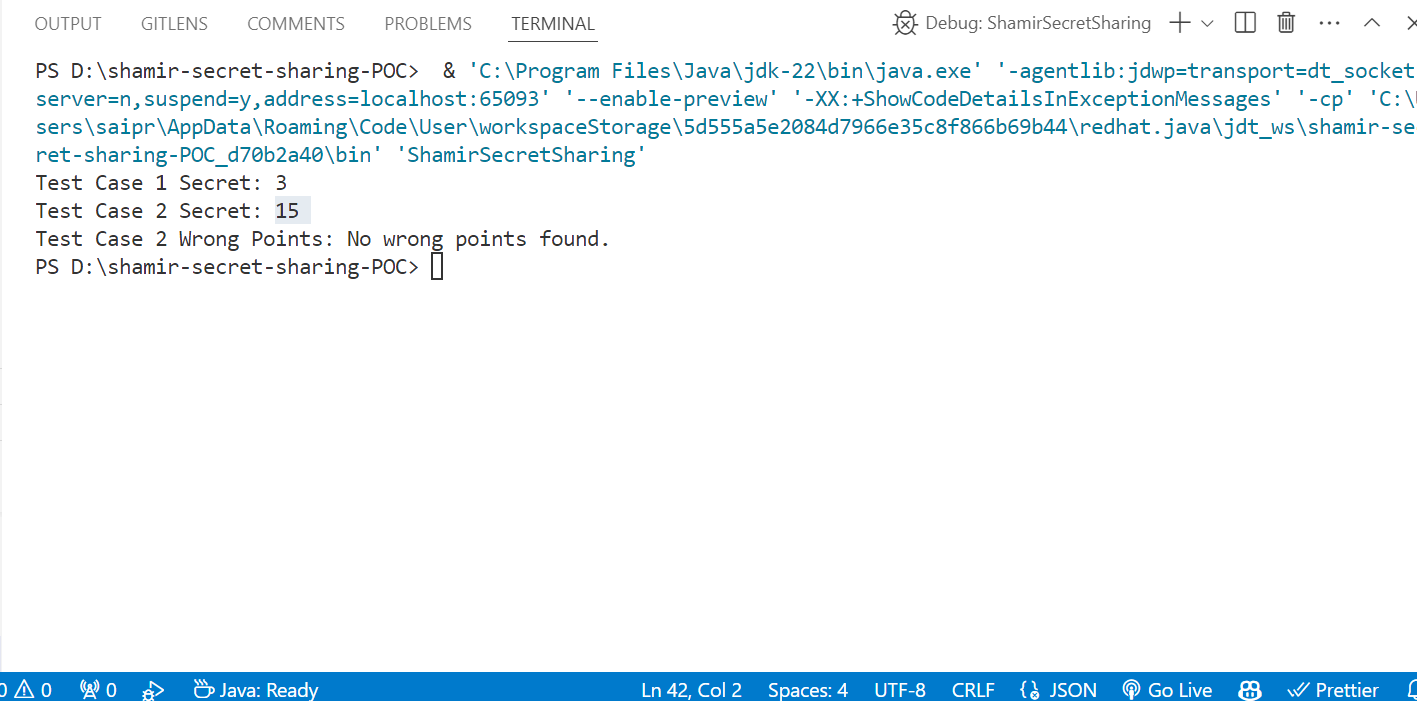 OUTPUT GITLENS COMMENTS PROBLEMS TERMINAL Debug: ShamirSecretSharing
PS D:\shamir-secret-sharing-POC>  & 'C:\Program Files\Java\jdk-22\bin\java.exe' '-agentlib:jdwp=transport=dt_socket
server=n,suspend=y,address=localhost:65093' '--enable-preview' '-XX:+ShowCodeDetailsInExceptionMessages' '-cp' 'C:\
sers\saipr\AppData\Roaming\Code\User\workspaceStorage\5d555a5e2084d7966e35c8f866b69b44\redhat.java\jdt_ws\shamir-se
ret-sharing-POC_d70b2a40\bin' 'ShamirSecretSharing'
Test Case 1 Secret: 3
Test Case 2 Secret: 15
Test Case 2 Wrong Points: No wrong points found.
PS D:\shamir-secret-sharing-POC>
0 0 0 Java: Ready Ln 42, Col 2 Spaces: 4 UTF-8 CRLF JSON Go Live Prettier